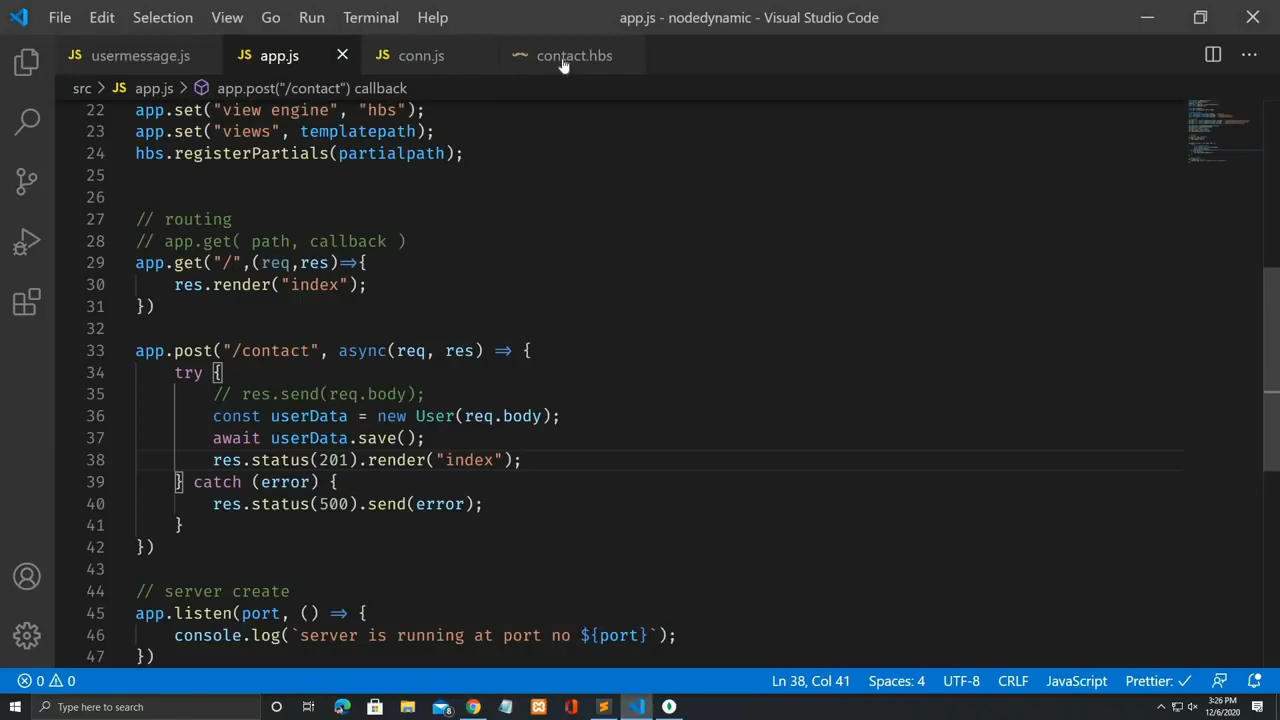 File Edit Selection View Go Run Terminal Help app.js - nodedynamic - Visual Studio Code
JS usermessage.js JS app.js JS conn.js contact.hbs
src > JS app.js > app.post("/contact") callback
22 app.set("view engine", "hbs");
23 app.set("views", templatepath);
24 hbs.registerPartials(partialpath);
25
26
27 // routing
28 // app.get( path, callback )
29 app.get("/",(req,res)=>{
30 res.render("index");
31 })
32
33 app.post("/contact", async(req, res) => {
34 try {
35 // res.send(req.body);
36 const userData = new User(req.body);
37 await userData.save();
38 res.status(201).render("index");
39 } catch (error) {
40 res.status(500).send(error);
41 }
42 })
43
44 // server create
45 app.listen(port, () => {
46 console.log(`server is running at port no ${port}`);
47 })
0 0 Ln 38, Col 41 Spaces: 4 UTF-8 CRLF JavaScript Prettier: ✓
Type here to search 3:26 PM
12/6/2020